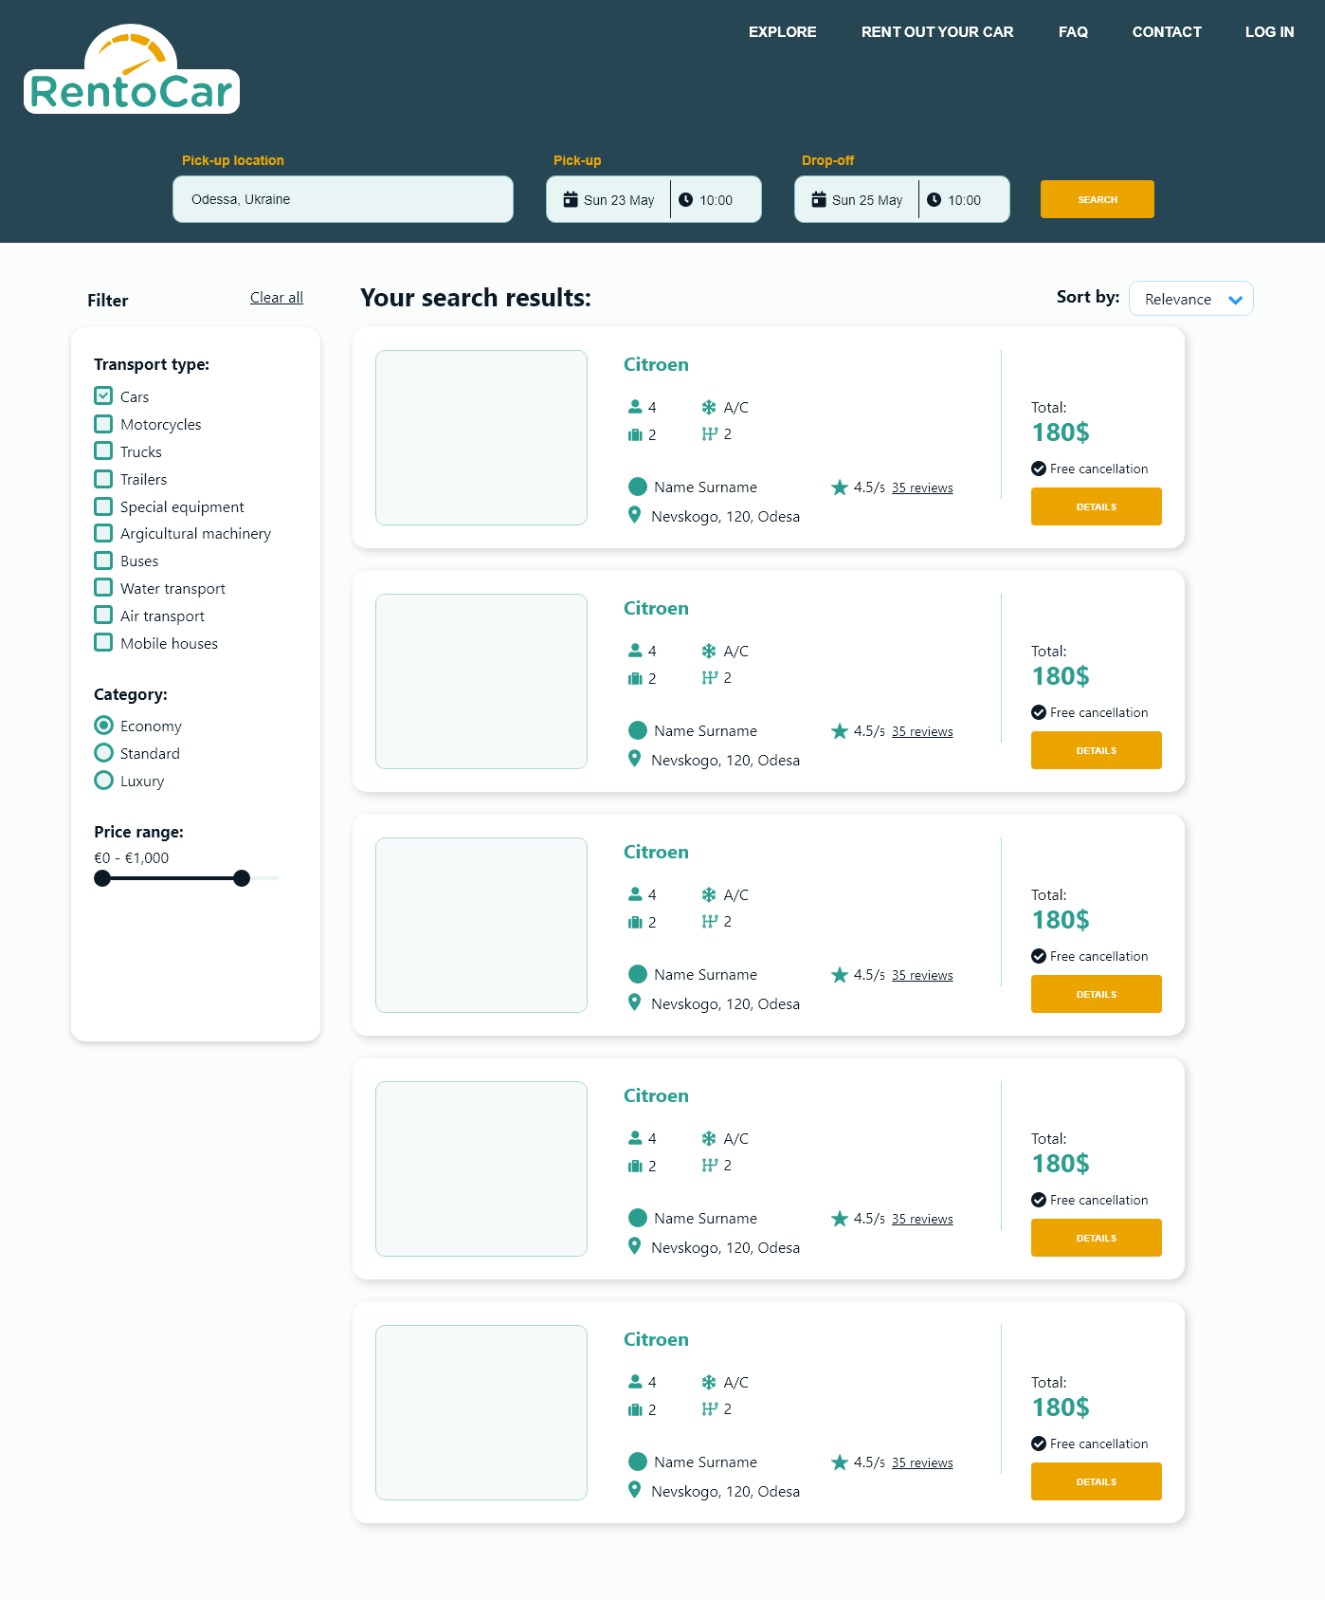 EXPLORE RENT OUT YOUR CAR FAQ CONTACT LOG IN
RentoCar
Pick-up location Pick-up Drop-off
Odessa, Ukraine Sun 23 May 10:00 Sun 25 May 10:00 SEARCH
Filter Clear all
Transport type:
Cars
Motorcycles
Trucks
Trailers
Special equipment
Argicultural machinery
Buses
Water transport
Air transport
Mobile houses
Category:
Economy
Standard
Luxury
Price range:
€0 - €1,000
Your search results: Sort by: Relevance
Citroen
4 A/C
2 2
Name Surname 4.5/5 35 reviews
Nevskogo, 120, Odesa
Total:
180$
Free cancellation
DETAILS
Citroen
4 A/C
2 2
Name Surname 4.5/5 35 reviews
Nevskogo, 120, Odesa
Total:
180$
Free cancellation
DETAILS
Citroen
4 A/C
2 2
Name Surname 4.5/5 35 reviews
Nevskogo, 120, Odesa
Total:
180$
Free cancellation
DETAILS
Citroen
4 A/C
2 2
Name Surname 4.5/5 35 reviews
Nevskogo, 120, Odesa
Total:
180$
Free cancellation
DETAILS
Citroen
4 A/C
2 2
Name Surname 4.5/5 35 reviews
Nevskogo, 120, Odesa
Total:
180$
Free cancellation
DETAILS